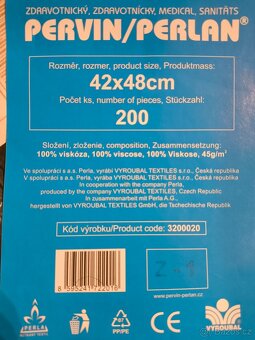 ZDRAVOTNICKÝ, ZDRAVOTNÍCKY, MEDICAL, SANITÄTS
PERVIN/PERLAN®
Rozměr, rozmer, product size, Produktmass:
42x48cm
Počet ks, number of pieces, Stückzahl:
200
Složení, zloženie, composition, Zusammensetzung:
100% viskóza, 100% viscose, 100% Viskose, 45g/m²
Ve spolupráci s a.s. Perla, vyrábí VYROUBAL TEXTILES s.r.o., Česká republika
V spolupráci s a.s. Perla, vyrába VYROUBAL TEXTILES s.r.o., Česká republika
In cooperation with the company Perla,
produced by the company VYROUBAL TEXTILES, Czech Republic
In zusammenarbeit mit Perla A.G.,
hergestellt von VYROUBAL TEXTILES GmbH, die Tschechische Republik
Kód výrobku/Product code: 3200020
PERLA
PP/PE
www.pervin-perlan.cz
VYROUBAL